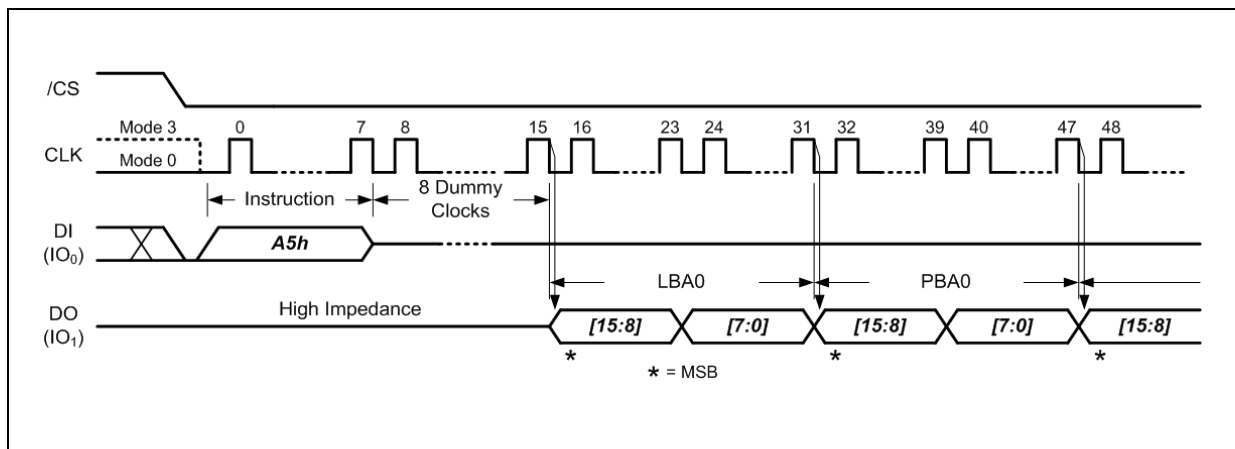 /CS
Mode 3
0 7 8 15 16 23 24 31 32 39 40 47 48
CLK
Mode 0
Instruction
8 Dummy
Clocks
DI
(IO0)
A5h
LBA0 PBA0
DO
(IO1)
High Impedance
[15:8] [7:0] [15:8] [7:0] [15:8]
* * *
* = MSB